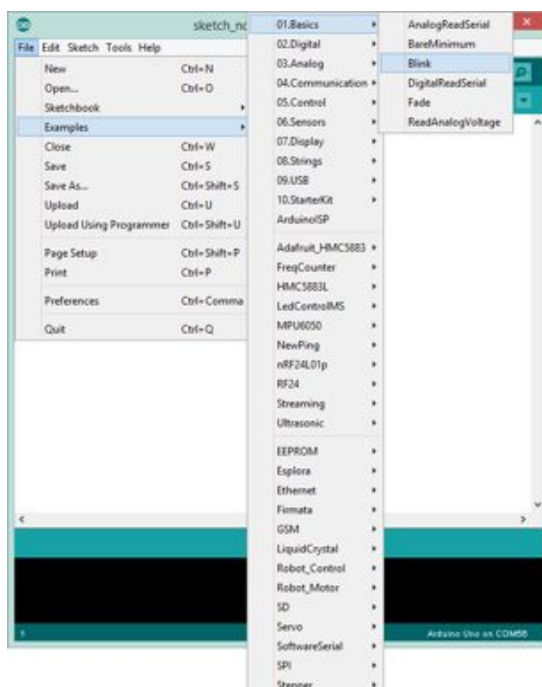 sketch_no
File Edit Sketch Tools Help
New Ctrl+N
Open... Ctrl+O
Sketchbook
Examples
Close Ctrl+W
Save Ctrl+S
Save As... Ctrl+Shift+S
Upload Ctrl+U
Upload Using Programmer Ctrl+Shift+U
Page Setup Ctrl+Shift+P
Print Ctrl+P
Preferences Ctrl+Comma
Quit Ctrl+Q
01.Basics
02.Digital
03.Analog
04.Communication
05.Control
06.Sensors
07.Display
08.Strings
09.USB
10.StarterKit
ArduinoISP
Adafruit_HMC5883
FreqCounter
HMC5883L
LedControlMS
MPU6050
NewPing
nRF24L01p
RF24
Streaming
Ultrasonic
EEPROM
Esplora
Ethernet
Firmata
GSM
LiquidCrystal
Robot_Control
Robot_Motor
SD
Servo
SoftwareSerial
SPI
Stepper
AnalogReadSerial
BareMinimum
Blink
DigitalReadSerial
Fade
ReadAnalogVoltage
1
Arduino Uno on